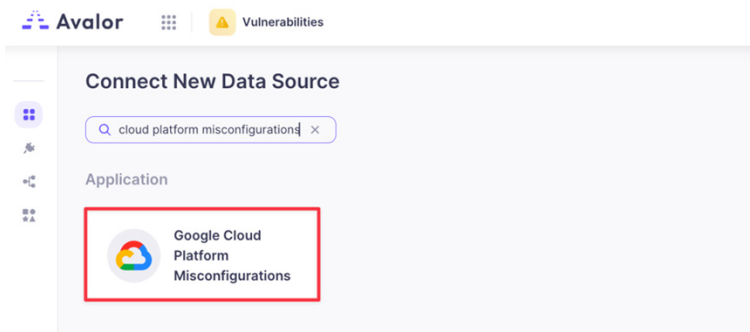 Avalor
Vulnerabilities
Connect New Data Source
cloud platform misconfigurations
Application
Google Cloud
Platform
Misconfigurations